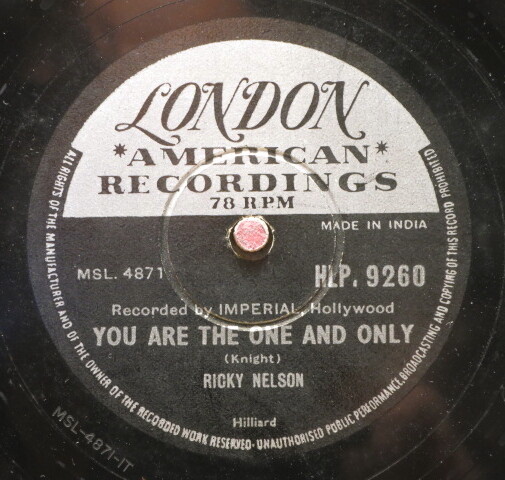 LONDON
*AMERICAN*
RECORDINGS
78 RPM
MADE IN INDIA
MSL. 4871
HLP. 9260
Recorded by IMPERIAL, Hollywood
YOU ARE THE ONE AND ONLY
(Knight)
RICKY NELSON
Hilliard
ALL RIGHTS OF THE MANUFACTURER AND OF THE OWNER OF THE RECORDED WORK RESERVED · UNAUTHORISED PUBLIC PERFORMANCE, BROADCASTING AND COPYING OF THIS RECORD PROHIBITED
MSL-4871-1T